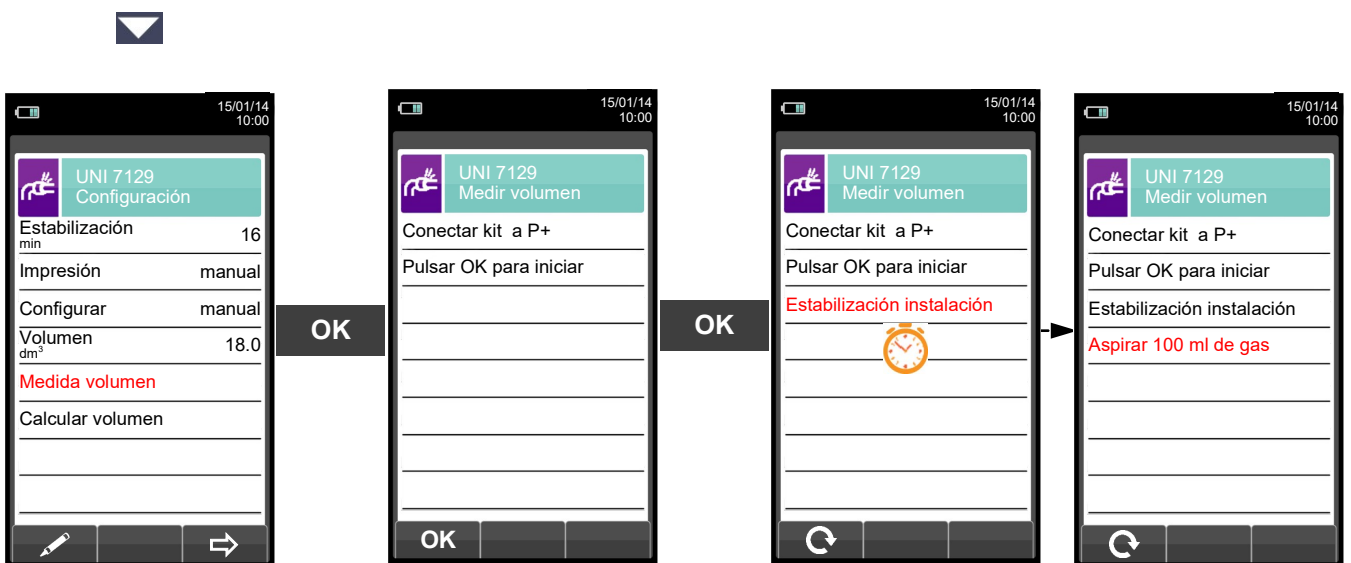 15/01/14
10:00
UNI 7129
Configuración
Estabilización
min
16
Impresión manual
Configurar manual
Volumen
dm³
18.0
Medida volumen
Calcular volumen
OK
15/01/14
10:00
UNI 7129
Medir volumen
Conectar kit a P+
Pulsar OK para iniciar
OK
OK
15/01/14
10:00
UNI 7129
Medir volumen
Conectar kit a P+
Pulsar OK para iniciar
Estabilización instalación
15/01/14
10:00
UNI 7129
Medir volumen
Conectar kit a P+
Pulsar OK para iniciar
Estabilización instalación
Aspirar 100 ml de gas